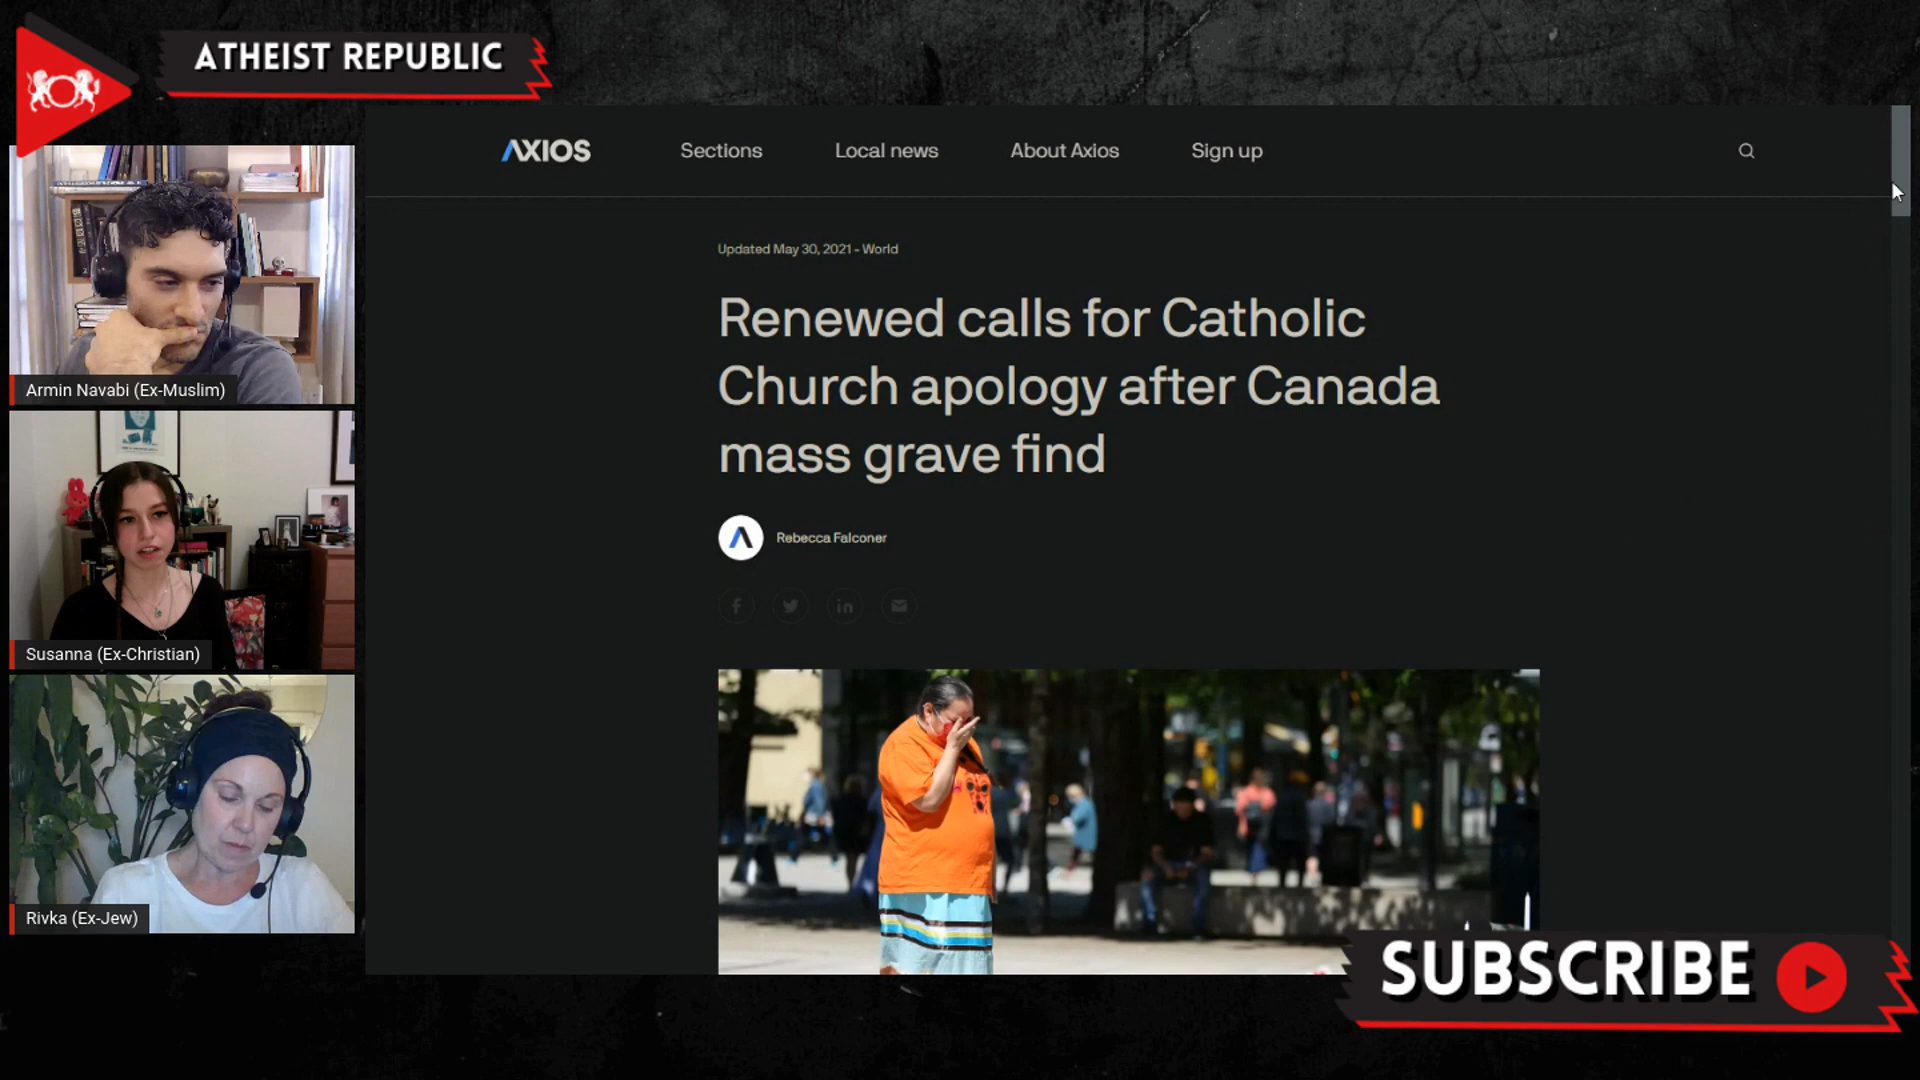 ATHEIST REPUBLIC
AXIOS
Sections
Local news
About Axios
Sign up
Updated May 30, 2021 - World
Renewed calls for Catholic
Church apology after Canada
mass grave find
Rebecca Falconer
Armin Navabi (Ex-Muslim)
Susanna (Ex-Christian)
Rivka (Ex-Jew)
SUBSCRIBE